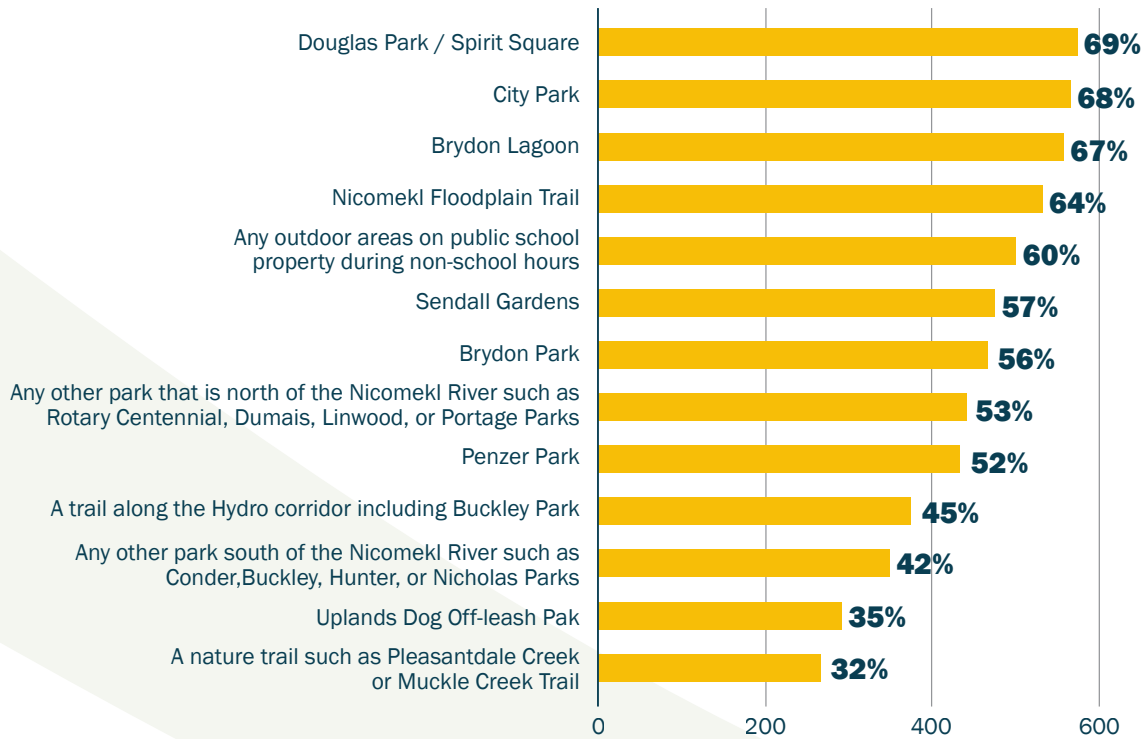 Douglas Park / Spirit Square
69%
City Park
68%
Brydon Lagoon
67%
Nicomekl Floodplain Trail
64%
Any outdoor areas on public school
property during non-school hours
60%
Sendall Gardens
57%
Brydon Park
56%
Any other park that is north of the Nicomekl River such as
Rotary Centennial, Dumais, Linwood, or Portage Parks
53%
Penzer Park
52%
A trail along the Hydro corridor including Buckley Park
45%
Any other park south of the Nicomekl River such as
Conder,Buckley, Hunter, or Nicholas Parks
42%
Uplands Dog Off-leash Pak
35%
A nature trail such as Pleasantdale Creek
or Muckle Creek Trail
32%
0 200 400 600